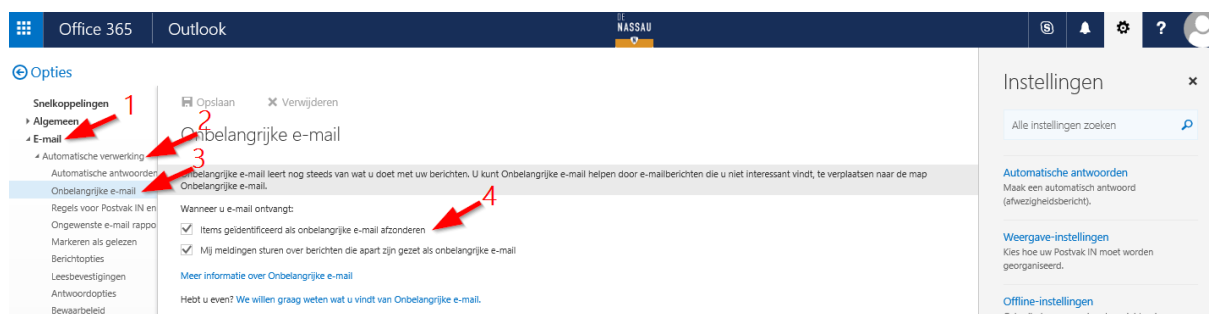 Office 365
Outlook
DE
NASSAU
?
Opties
Snelkoppelingen
1
Algemeen
E-mail
2
Automatische verwerking
3
Automatische antwoorden
Onbelangrijke e-mail
Regels voor Postvak IN en
Ongewenste e-mail rappo
Markeren als gelezen
Berichtopties
Leesbevestigingen
Antwoordopties
Bewaarbeleid
Opslaan
Verwijderen
Onbelangrijke e-mail
Onbelangrijke e-mail leert nog steeds van wat u doet met uw berichten. U kunt Onbelangrijke e-mail helpen door e-mailberichten die u niet interessant vindt, te verplaatsen naar de map
Onbelangrijke e-mail.
Wanneer u e-mail ontvangt:
4
Items geïdentificeerd als onbelangrijke e-mail afzonderen
Mij meldingen sturen over berichten die apart zijn gezet als onbelangrijke e-mail
Meer informatie over Onbelangrijke e-mail
Hebt u even? We willen graag weten wat u vindt van Onbelangrijke e-mail.
Instellingen
Alle instellingen zoeken
Automatische antwoorden
Maak een automatisch antwoord
(afwezigheidsbericht).
Weergave-instellingen
Kies hoe uw Postvak IN moet worden
georganiseerd.
Offline-instellingen